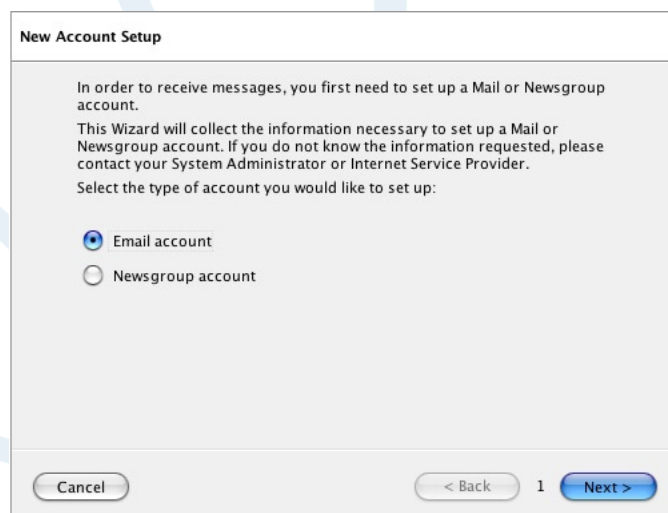 New Account Setup
In order to receive messages, you first need to set up a Mail or Newsgroup
account.
This Wizard will collect the information necessary to set up a Mail or
Newsgroup account. If you do not know the information requested, please
contact your System Administrator or Internet Service Provider.
Select the type of account you would like to set up:
Email account
Newsgroup account
Cancel
< Back
1
Next >